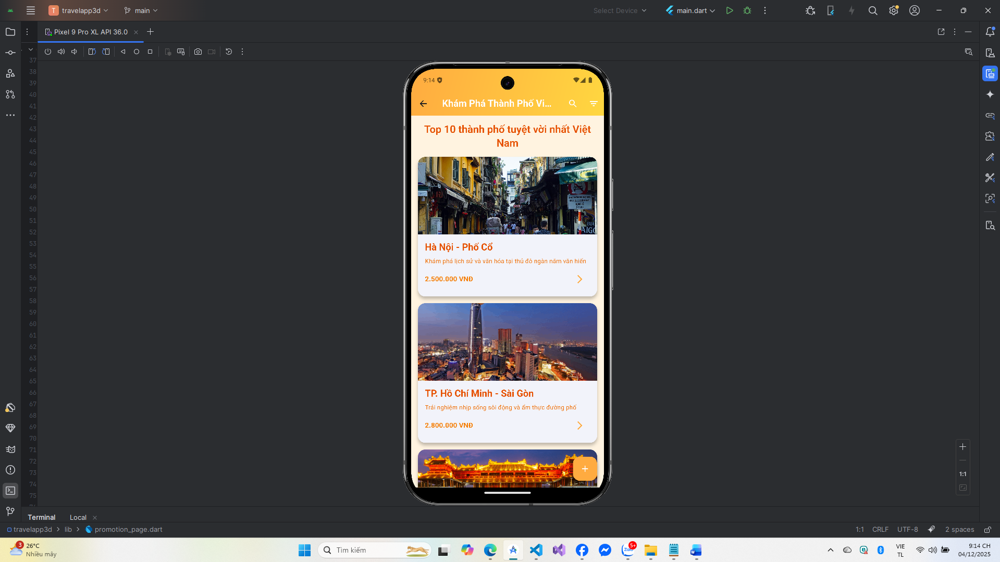 T travelapp3d
main
Select Device
main.dart
Pixel 9 Pro XL API 36.0
37
38
39
40
41
42
43
44
45
46
47
48
49
50
51
52
53
54
55
56
57
58
59
60
61
62
63
64
65
66
67
68
69
70
71
72
73
74
75
9:14
Khám Phá Thành Phố Vi...
Top 10 thành phố tuyệt vời nhất Việt
Nam
Hà Nội - Phố Cổ
Khám phá lịch sử và văn hóa tại thủ đô ngàn năm văn hiến
2.500.000 VNĐ
TP. Hồ Chí Minh - Sài Gòn
Trải nghiệm nhịp sống sôi động và ẩm thực đường phố
2.800.000 VNĐ
1:1
Terminal
Local
travelapp3d > lib > promotion_page.dart
1:1
CRLF
UTF-8
2 spaces
3
26°C
Nhiều mây
Tìm kiếm
Zalo
5+
VIE
TL
9:14 CH
04/12/2025